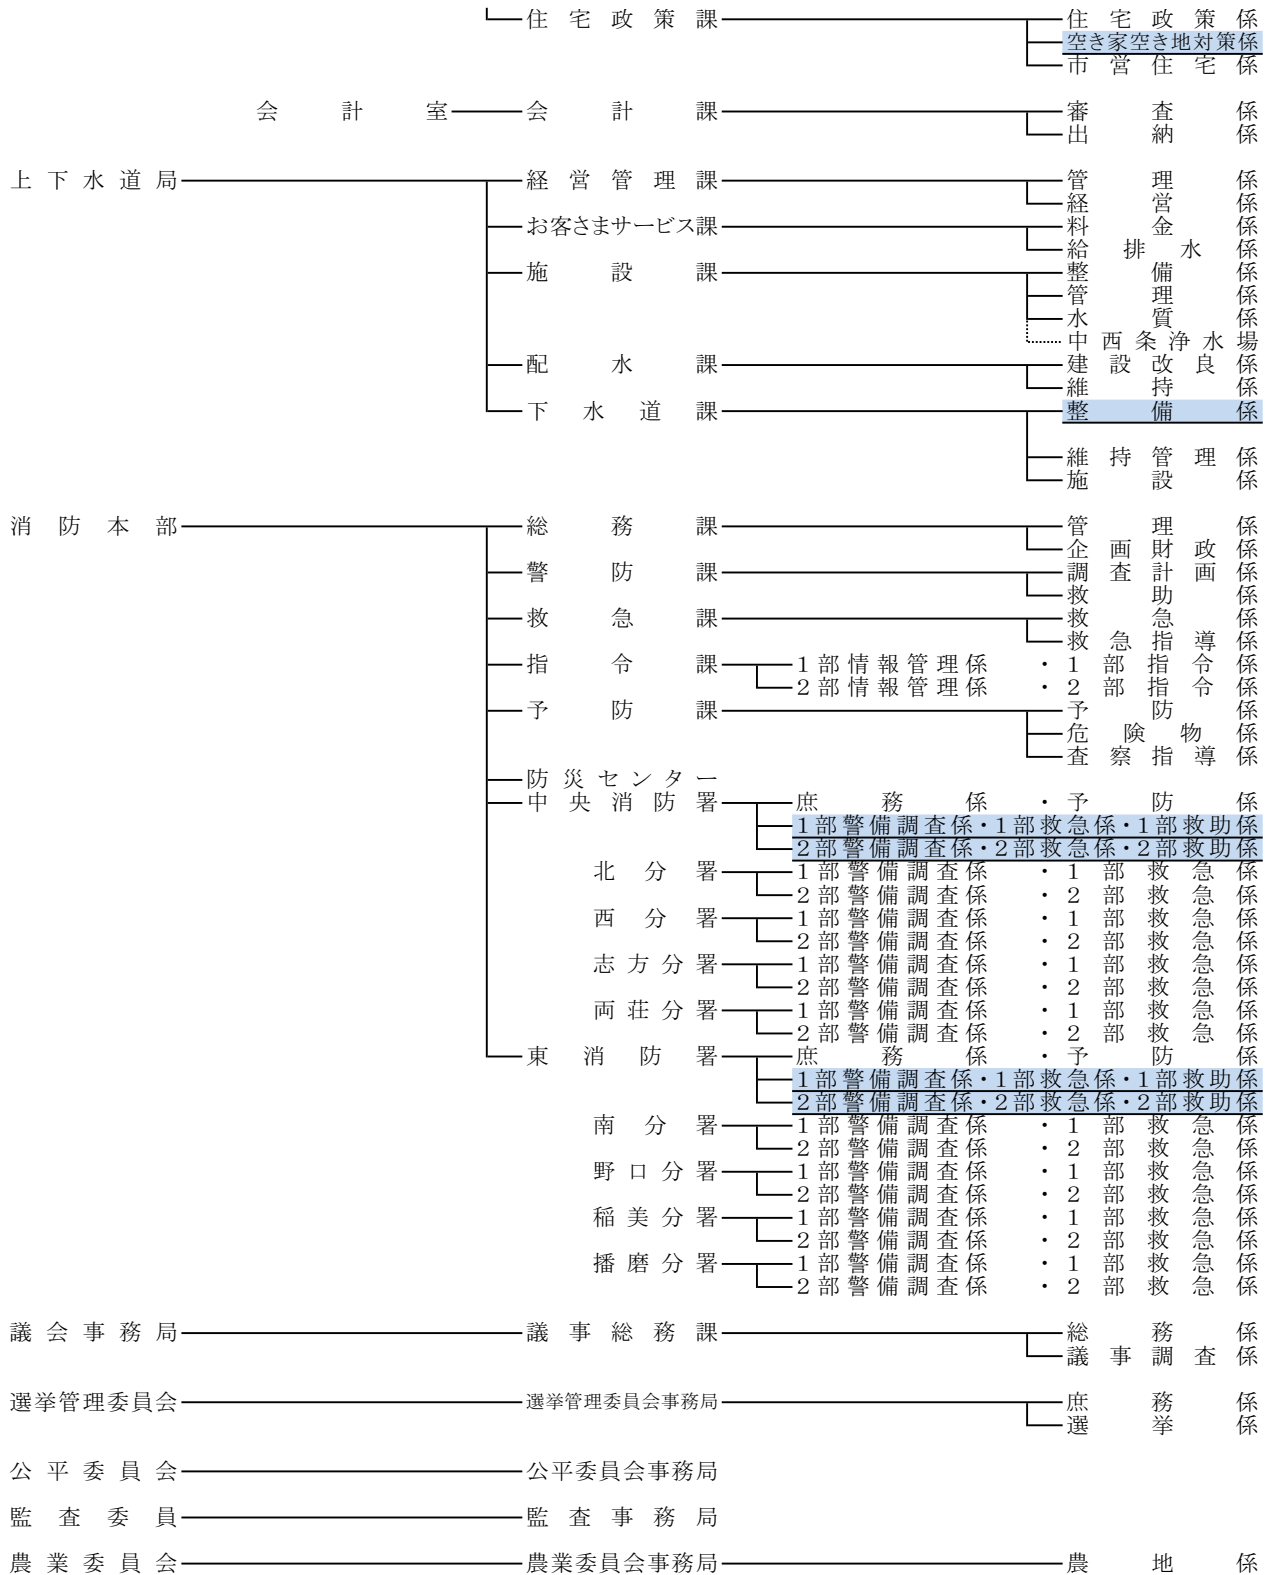 住宅政策課 住宅政策係
空き家空き地対策係
市営住宅係
会計室 会計課 審査係
出納係
上下水道局 経営管理課 管理係
経営係
お客さまサービス課 料金係
給排水係
施設課 整備係
管理係
水質係
中西条浄水場
配水課 建設改良係
維持係
下水道課 整備係
維持管理係
施設係
消防本部 総務課 管理係
企画財政係
警防課 調査計画係
救助係
救急課 救急係
救急指導係
指令課 1部情報管理係・1部指令係
2部情報管理係・2部指令係
予防課 予防係
危険物係
査察指導係
防災センター
中央消防署 庶務係・予防係
1部警備調査係・1部救急係・1部救助係
2部警備調査係・2部救急係・2部救助係
北分署 1部警備調査係・1部救急係
2部警備調査係・2部救急係
西分署 1部警備調査係・1部救急係
2部警備調査係・2部救急係
志方分署 1部警備調査係・1部救急係
2部警備調査係・2部救急係
両荘分署 1部警備調査係・1部救急係
2部警備調査係・2部救急係
東消防署 庶務係・予防係
1部警備調査係・1部救急係・1部救助係
2部警備調査係・2部救急係・2部救助係
南分署 1部警備調査係・1部救急係
2部警備調査係・2部救急係
野口分署 1部警備調査係・1部救急係
2部警備調査係・2部救急係
稲美分署 1部警備調査係・1部救急係
2部警備調査係・2部救急係
播磨分署 1部警備調査係・1部救急係
2部警備調査係・2部救急係
議会事務局 議事総務課 総務係
議事調査係
選挙管理委員会 選挙管理委員会事務局 庶務係
選挙係
公平委員会 公平委員会事務局
監査委員 監査事務局
農業委員会 農業委員会事務局 農地係